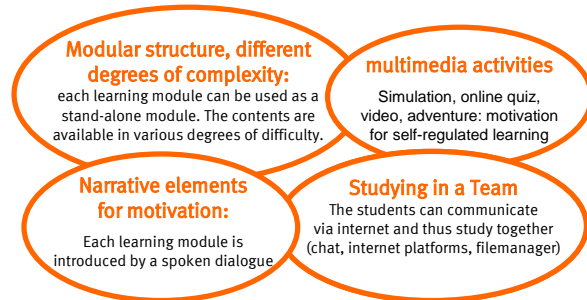 Modular structure, different
degrees of complexity:
each learning module can be used as a
stand-alone module. The contents are
available in various degrees of difficulty.
multimedia activities
Simulation, online quiz,
video, adventure: motivation
for self-regulated learning
Narrative elements
for motivation:
Each learning module is
introduced by a spoken dialogue
Studying in a Team
The students can communicate
via internet and thus study together
(chat, internet platforms, filemanager)